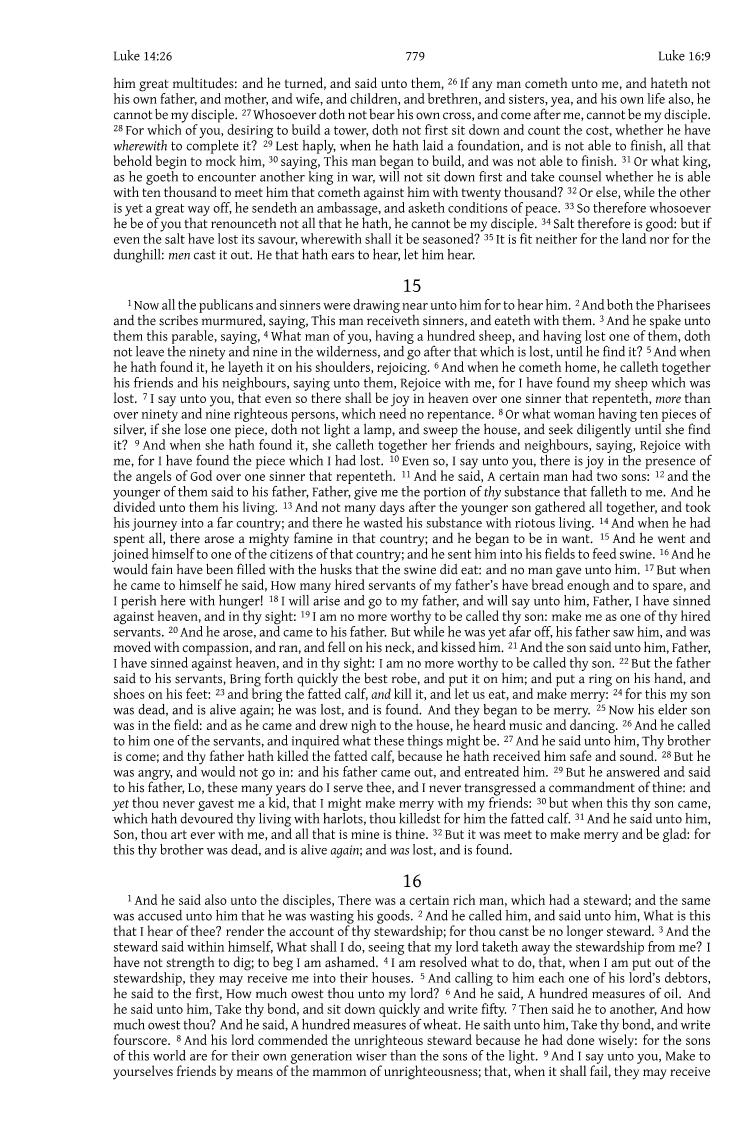 Luke 14:26 779 Luke 16:9
him great multitudes: and he turned, and said unto them, 26 If any man cometh unto me, and hateth not
his own father, and mother, and wife, and children, and brethren, and sisters, yea, and his own life also, he
cannot be my disciple. 27 Whosoever doth not bear his own cross, and come after me, cannot be my disciple.
28 For which of you, desiring to build a tower, doth not first sit down and count the cost, whether he have
wherewith to complete it? 29 Lest haply, when he hath laid a foundation, and is not able to finish, all that
behold begin to mock him, 30 saying, This man began to build, and was not able to finish. 31 Or what king,
as he goeth to encounter another king in war, will not sit down first and take counsel whether he is able
with ten thousand to meet him that cometh against him with twenty thousand? 32 Or else, while the other
is yet a great way off, he sendeth an ambassage, and asketh conditions of peace. 33 So therefore whosoever
he be of you that renounceth not all that he hath, he cannot be my disciple. 34 Salt therefore is good: but if
even the salt have lost its savour, wherewith shall it be seasoned? 35 It is fit neither for the land nor for the
dunghill: men cast it out. He that hath ears to hear, let him hear.
15
1 Now all the publicans and sinners were drawing near unto him for to hear him. 2 And both the Pharisees
and the scribes murmured, saying, This man receiveth sinners, and eateth with them. 3 And he spake unto
them this parable, saying, 4 What man of you, having a hundred sheep, and having lost one of them, doth
not leave the ninety and nine in the wilderness, and go after that which is lost, until he find it? 5 And when
he hath found it, he layeth it on his shoulders, rejoicing. 6 And when he cometh home, he calleth together
his friends and his neighbours, saying unto them, Rejoice with me, for I have found my sheep which was
lost. 7 I say unto you, that even so there shall be joy in heaven over one sinner that repenteth, more than
over ninety and nine righteous persons, which need no repentance. 8 Or what woman having ten pieces of
silver, if she lose one piece, doth not light a lamp, and sweep the house, and seek diligently until she find
it? 9 And when she hath found it, she calleth together her friends and neighbours, saying, Rejoice with
me, for I have found the piece which I had lost. 10 Even so, I say unto you, there is joy in the presence of
the angels of God over one sinner that repenteth. 11 And he said, A certain man had two sons: 12 and the
younger of them said to his father, Father, give me the portion of thy substance that falleth to me. And he
divided unto them his living. 13 And not many days after the younger son gathered all together, and took
his journey into a far country; and there he wasted his substance with riotous living. 14 And when he had
spent all, there arose a mighty famine in that country; and he began to be in want. 15 And he went and
joined himself to one of the citizens of that country; and he sent him into his fields to feed swine. 16 And he
would fain have been filled with the husks that the swine did eat: and no man gave unto him. 17 But when
he came to himself he said, How many hired servants of my father’s have bread enough and to spare, and
I perish here with hunger! 18 I will arise and go to my father, and will say unto him, Father, I have sinned
against heaven, and in thy sight: 19 I am no more worthy to be called thy son: make me as one of thy hired
servants. 20 And he arose, and came to his father. But while he was yet afar off, his father saw him, and was
moved with compassion, and ran, and fell on his neck, and kissed him. 21 And the son said unto him, Father,
I have sinned against heaven, and in thy sight: I am no more worthy to be called thy son. 22 But the father
said to his servants, Bring forth quickly the best robe, and put it on him; and put a ring on his hand, and
shoes on his feet: 23 and bring the fatted calf, and kill it, and let us eat, and make merry: 24 for this my son
was dead, and is alive again; he was lost, and is found. And they began to be merry. 25 Now his elder son
was in the field: and as he came and drew nigh to the house, he heard music and dancing. 26 And he called
to him one of the servants, and inquired what these things might be. 27 And he said unto him, Thy brother
is come; and thy father hath killed the fatted calf, because he hath received him safe and sound. 28 But he
was angry, and would not go in: and his father came out, and entreated him. 29 But he answered and said
to his father, Lo, these many years do I serve thee, and I never transgressed a commandment of thine: and
yet thou never gavest me a kid, that I might make merry with my friends: 30 but when this thy son came,
which hath devoured thy living with harlots, thou killedst for him the fatted calf. 31 And he said unto him,
Son, thou art ever with me, and all that is mine is thine. 32 But it was meet to make merry and be glad: for
this thy brother was dead, and is alive again; and was lost, and is found.
16
1 And he said also unto the disciples, There was a certain rich man, which had a steward; and the same
was accused unto him that he was wasting his goods. 2 And he called him, and said unto him, What is this
that I hear of thee? render the account of thy stewardship; for thou canst be no longer steward. 3 And the
steward said within himself, What shall I do, seeing that my lord taketh away the stewardship from me? I
have not strength to dig; to beg I am ashamed. 4 I am resolved what to do, that, when I am put out of the
stewardship, they may receive me into their houses. 5 And calling to him each one of his lord’s debtors,
he said to the first, How much owest thou unto my lord? 6 And he said, A hundred measures of oil. And
he said unto him, Take thy bond, and sit down quickly and write fifty. 7 Then said he to another, And how
much owest thou? And he said, A hundred measures of wheat. He saith unto him, Take thy bond, and write
fourscore. 8 And his lord commended the unrighteous steward because he had done wisely: for the sons
of this world are for their own generation wiser than the sons of the light. 9 And I say unto you, Make to
yourselves friends by means of the mammon of unrighteousness; that, when it shall fail, they may receive